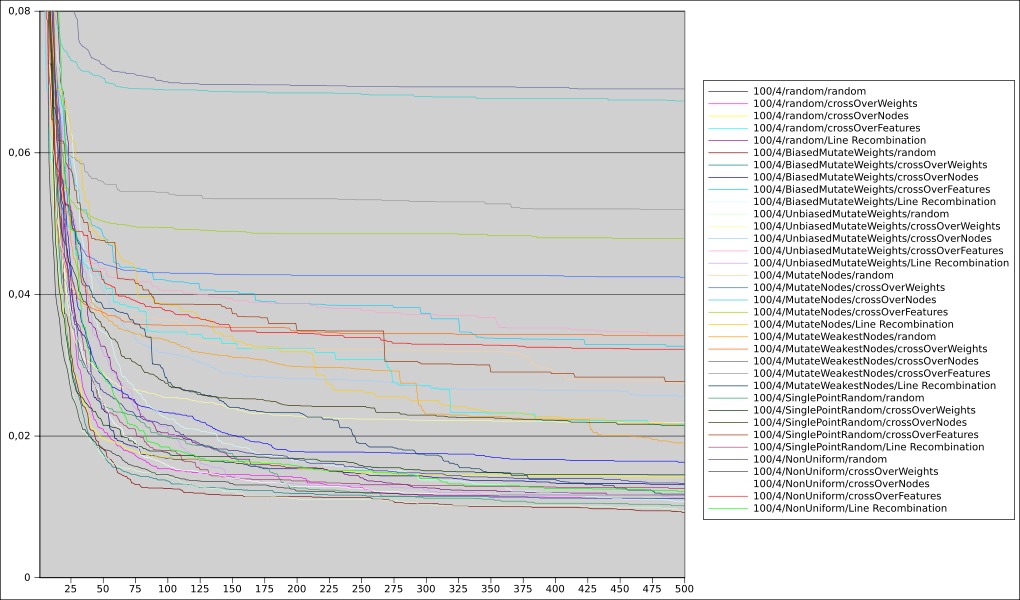 0,08
0,06
0,04
0,02
0
25 50 75 100 125 150 175 200 225 250 275 300 325 350 375 400 425 450 475 500
100/4/random/random
100/4/random/crossOverWeights
100/4/random/crossOverNodes
100/4/random/crossOverFeatures
100/4/random/Line Recombination
100/4/BiasedMutateWeights/random
100/4/BiasedMutateWeights/crossOverWeights
100/4/BiasedMutateWeights/crossOverNodes
100/4/BiasedMutateWeights/crossOverFeatures
100/4/BiasedMutateWeights/Line Recombination
100/4/UnbiasedMutateWeights/random
100/4/UnbiasedMutateWeights/crossOverWeights
100/4/UnbiasedMutateWeights/crossOverNodes
100/4/UnbiasedMutateWeights/crossOverFeatures
100/4/UnbiasedMutateWeights/Line Recombination
100/4/MutateNodes/random
100/4/MutateNodes/crossOverWeights
100/4/MutateNodes/crossOverNodes
100/4/MutateNodes/crossOverFeatures
100/4/MutateNodes/Line Recombination
100/4/MutateWeakestNodes/random
100/4/MutateWeakestNodes/crossOverWeights
100/4/MutateWeakestNodes/crossOverNodes
100/4/MutateWeakestNodes/crossOverFeatures
100/4/MutateWeakestNodes/Line Recombination
100/4/SinglePointRandom/random
100/4/SinglePointRandom/crossOverWeights
100/4/SinglePointRandom/crossOverNodes
100/4/SinglePointRandom/crossOverFeatures
100/4/SinglePointRandom/Line Recombination
100/4/NonUniform/random
100/4/NonUniform/crossOverWeights
100/4/NonUniform/crossOverNodes
100/4/NonUniform/crossOverFeatures
100/4/NonUniform/Line Recombination